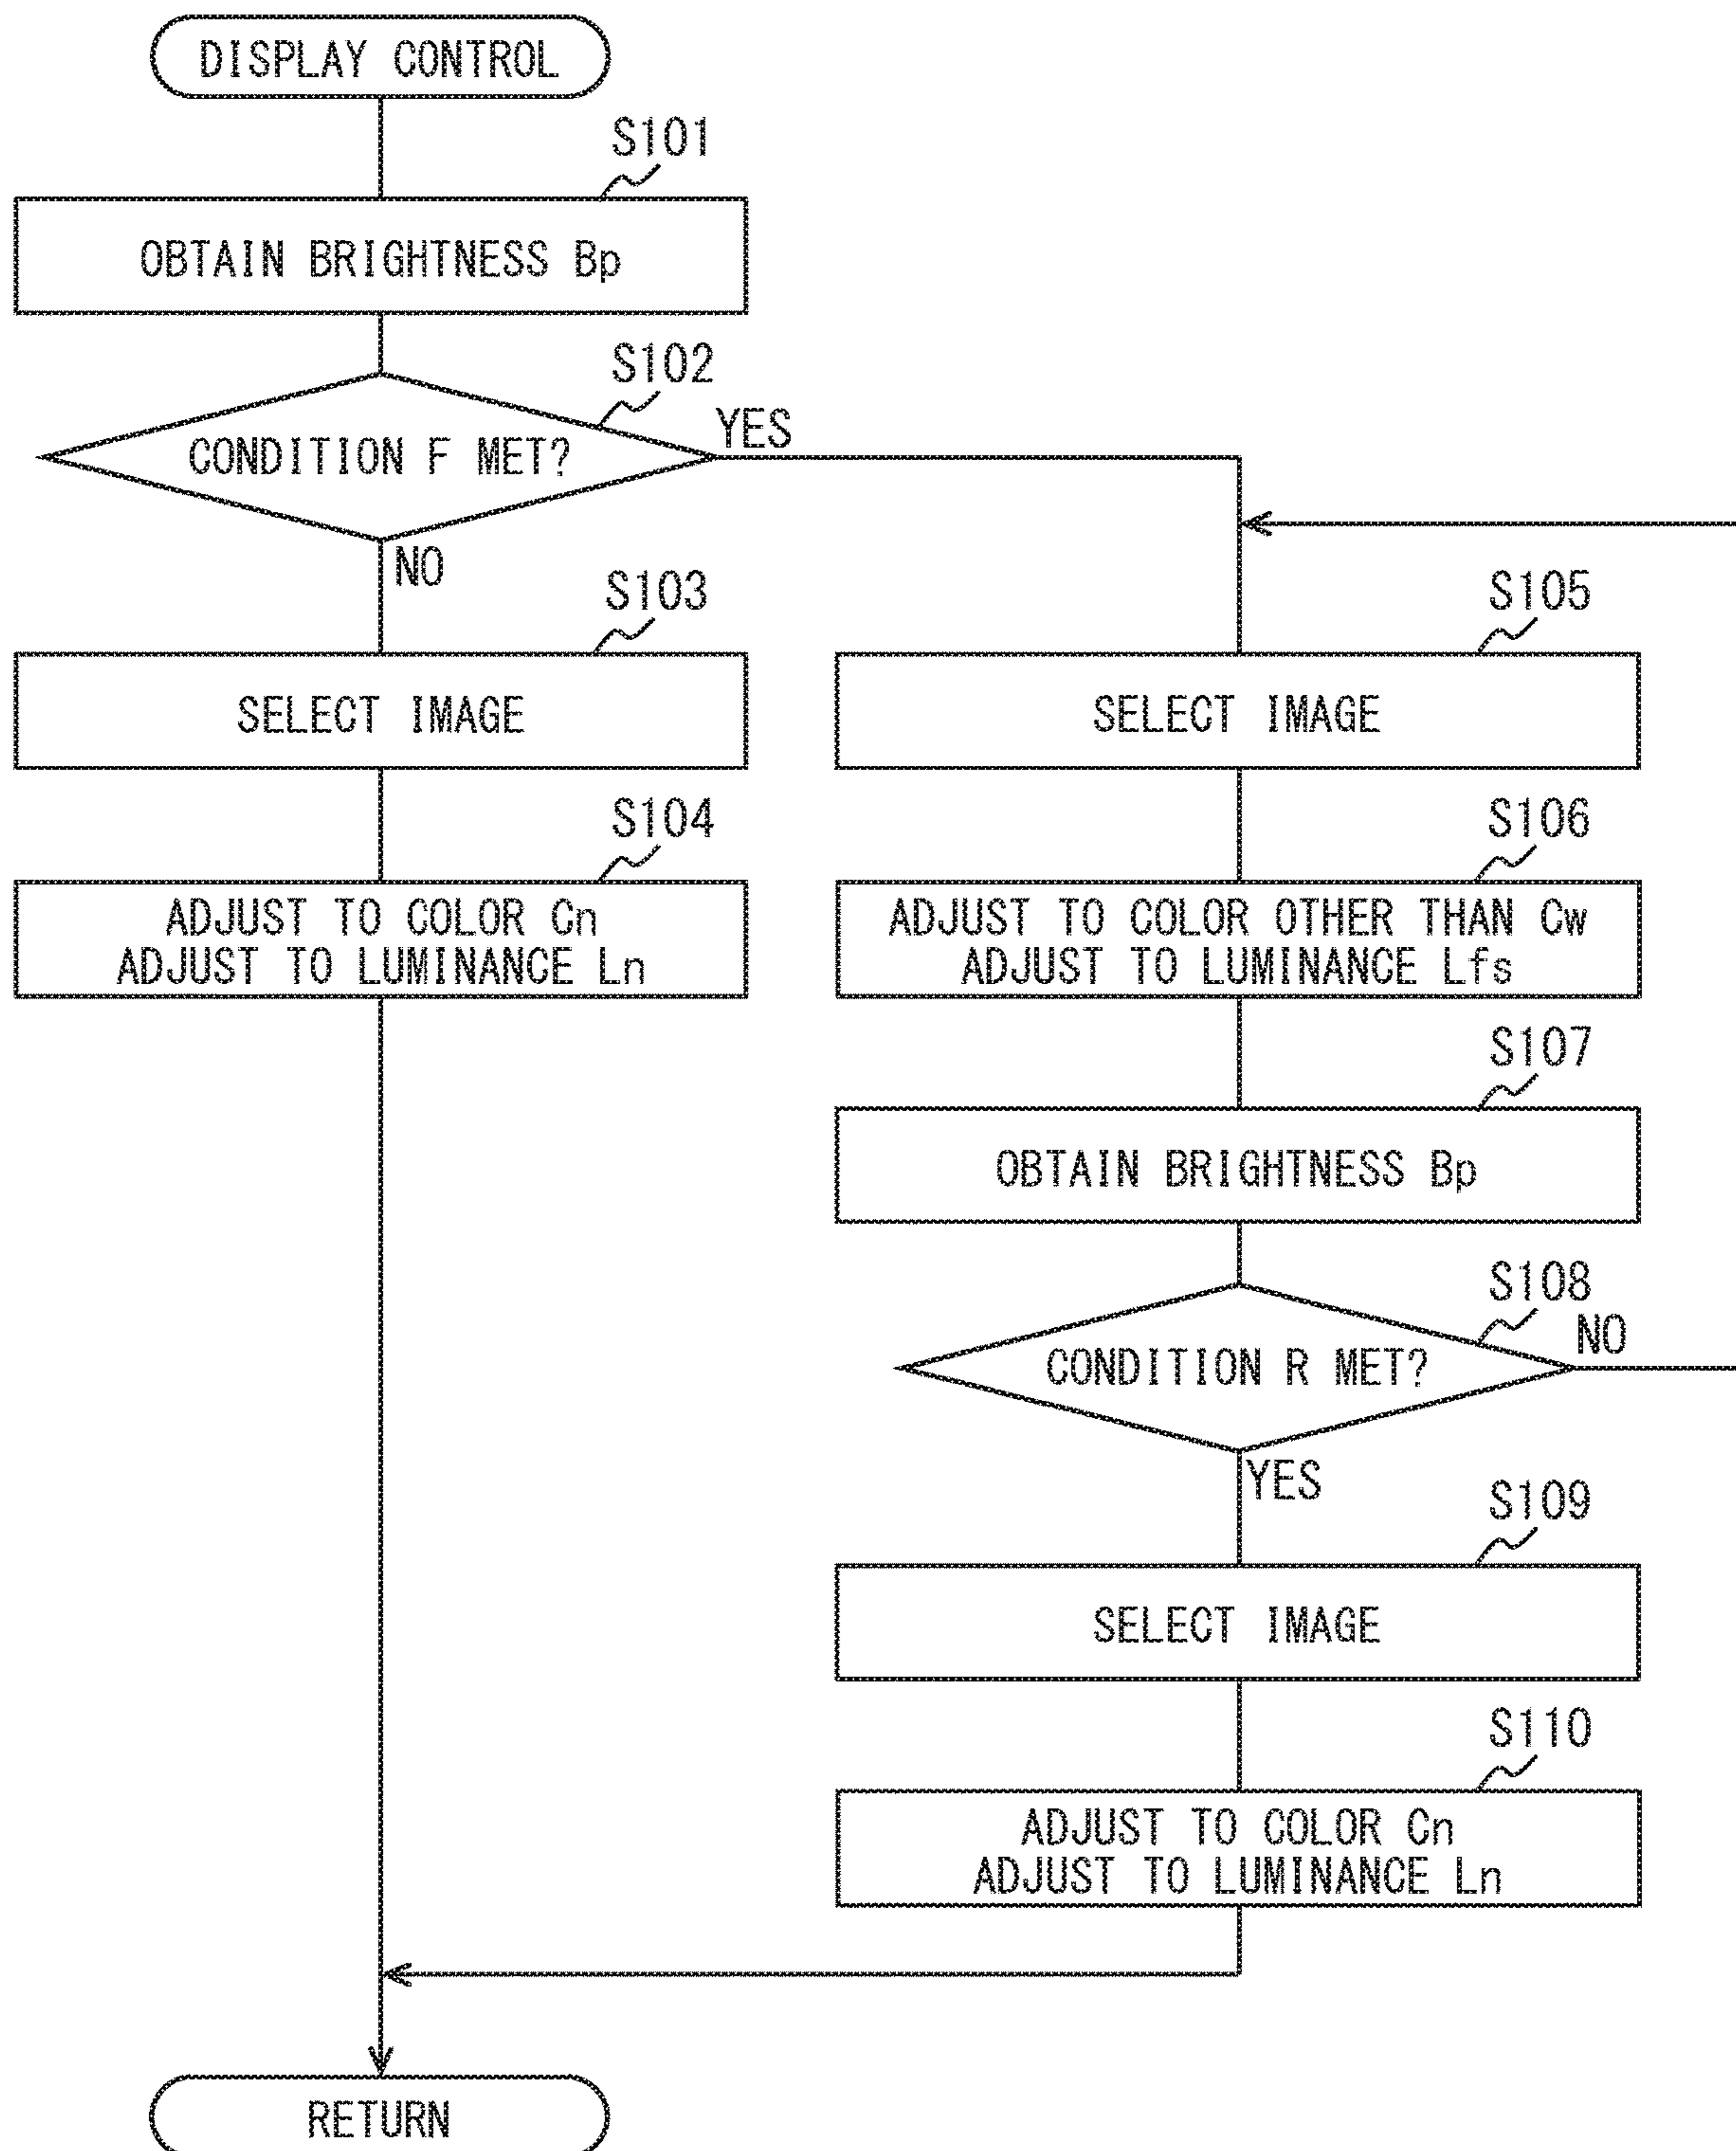 DISPLAY CONTROL
S101
OBTAIN BRIGHTNESS Bp
S102
CONDITION F MET?
YES
NO
S103
SELECT IMAGE
S104
ADJUST TO COLOR Cn
ADJUST TO LUMINANCE Ln
S105
SELECT IMAGE
S106
ADJUST TO COLOR OTHER THAN Cw
ADJUST TO LUMINANCE Lfs
S107
OBTAIN BRIGHTNESS Bp
S108
CONDITION R MET?
NO
YES
S109
SELECT IMAGE
S110
ADJUST TO COLOR Cn
ADJUST TO LUMINANCE Ln
RETURN